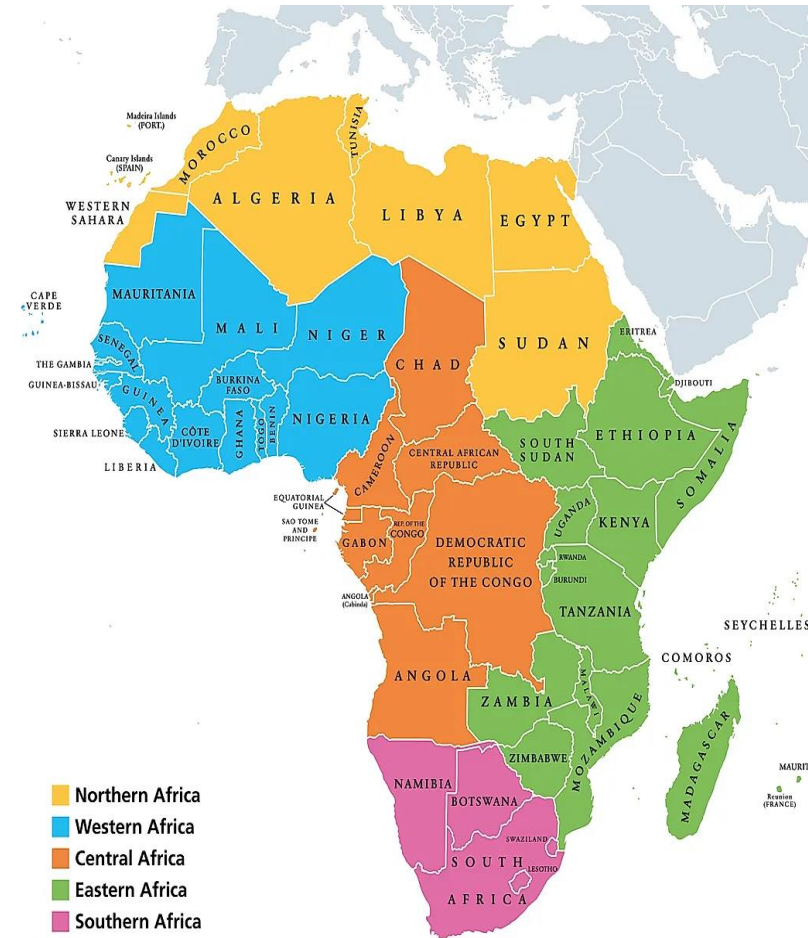 Madeira Islands
(PORT.)
Canary Islands
(SPAIN)
MOROCCO
TUNISIA
ALGERIA
LIBYA
EGYPT
WESTERN
SAHARA
MAURITANIA
CAPE
VERDE
MALI
NIGER
CHAD
SUDAN
ERITREA
SENEGAL
THE GAMBIA
GUINEA-BISSAU
GUINEA
BURKINA
FASO
DJIBOUTI
SIERRA LEONE
CÔTE
D'IVOIRE
GHANA
TOGO
BENIN
NIGERIA
LIBERIA
CAMEROON
CENTRAL AFRICAN
REPUBLIC
SOUTH
SUDAN
ETHIOPIA
SOMALIA
EQUATORIAL
GUINEA
SAO TOME
AND
PRINCIPE
GABON
REP. OF THE
CONGO
DEMOCRATIC
REPUBLIC
OF THE CONGO
UGANDA
KENYA
RWANDA
BURUNDI
ANGOLA
(Cabinda)
TANZANIA
SEYCHELLES
COMOROS
ANGOLA
ZAMBIA
MALAWI
MOZAMBIQUE
ZIMBABWE
MADAGASCAR
MAURI
Reunion
(FRANCE)
NAMIBIA
BOTSWANA
SWAZILAND
LESOTHO
SOUTH
AFRICA
Northern Africa
Western Africa
Central Africa
Eastern Africa
Southern Africa